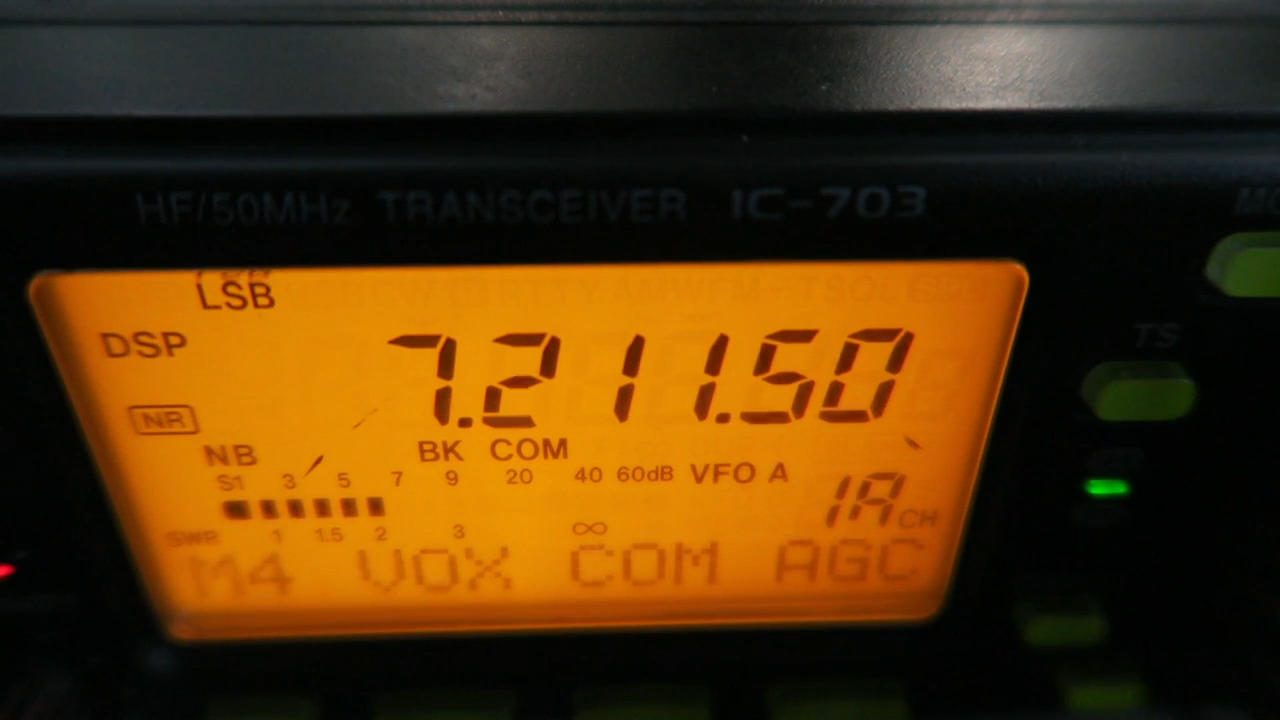 HF/50MHz TRANSCEIVER IC-703
LSB
DSP 7.211.50
TS
NR
NB BK COM
S1 3 5 7 9 20 40 60dB VFO A
1A CH
SWR 1 1.5 2 3 ∞
M4 VOX COM AGC